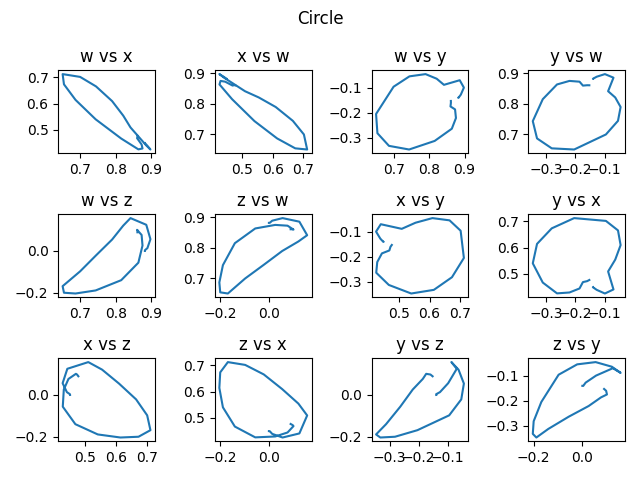 Circle
w vs x
x vs w
w vs y
y vs w
0.7
0.6
0.5
0.7 0.8 0.9
0.9
0.8
0.7
0.5 0.6 0.7
−0.1
−0.2
−0.3
0.7 0.8 0.9
0.9
0.8
0.7
−0.3 −0.2 −0.1
w vs z
z vs w
x vs y
y vs x
0.0
−0.2
0.7 0.8 0.9
0.9
0.8
0.7
−0.2 0.0
−0.1
−0.2
−0.3
0.5 0.6 0.7
0.7
0.6
0.5
−0.3 −0.2 −0.1
x vs z
z vs x
y vs z
z vs y
0.0
−0.2
0.5 0.6 0.7
0.7
0.6
0.5
−0.2 0.0
0.0
−0.2
−0.3 −0.2 −0.1
−0.1
−0.2
−0.3
−0.2 0.0